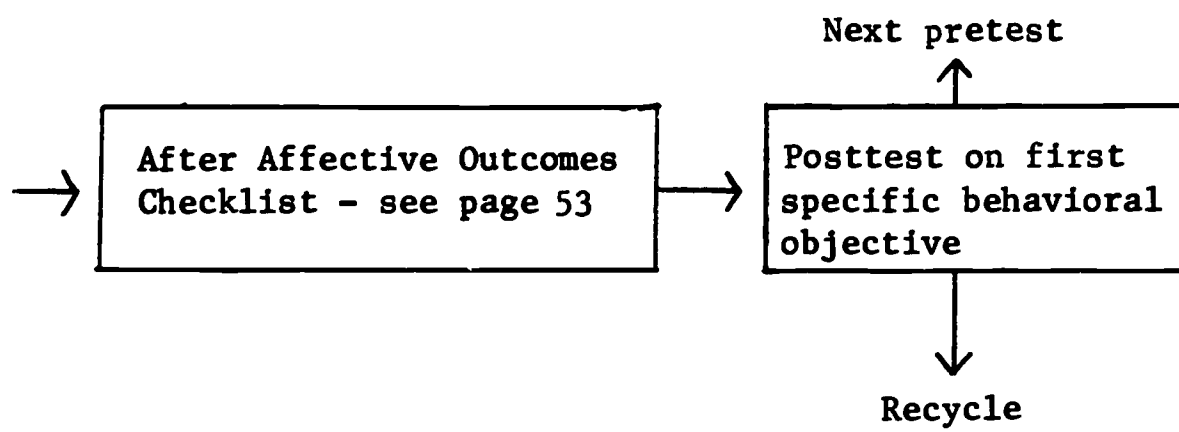 Next pretest
After Affective Outcomes
Checklist - see page 53
Posttest on first
specific behavioral
objective
Recycle